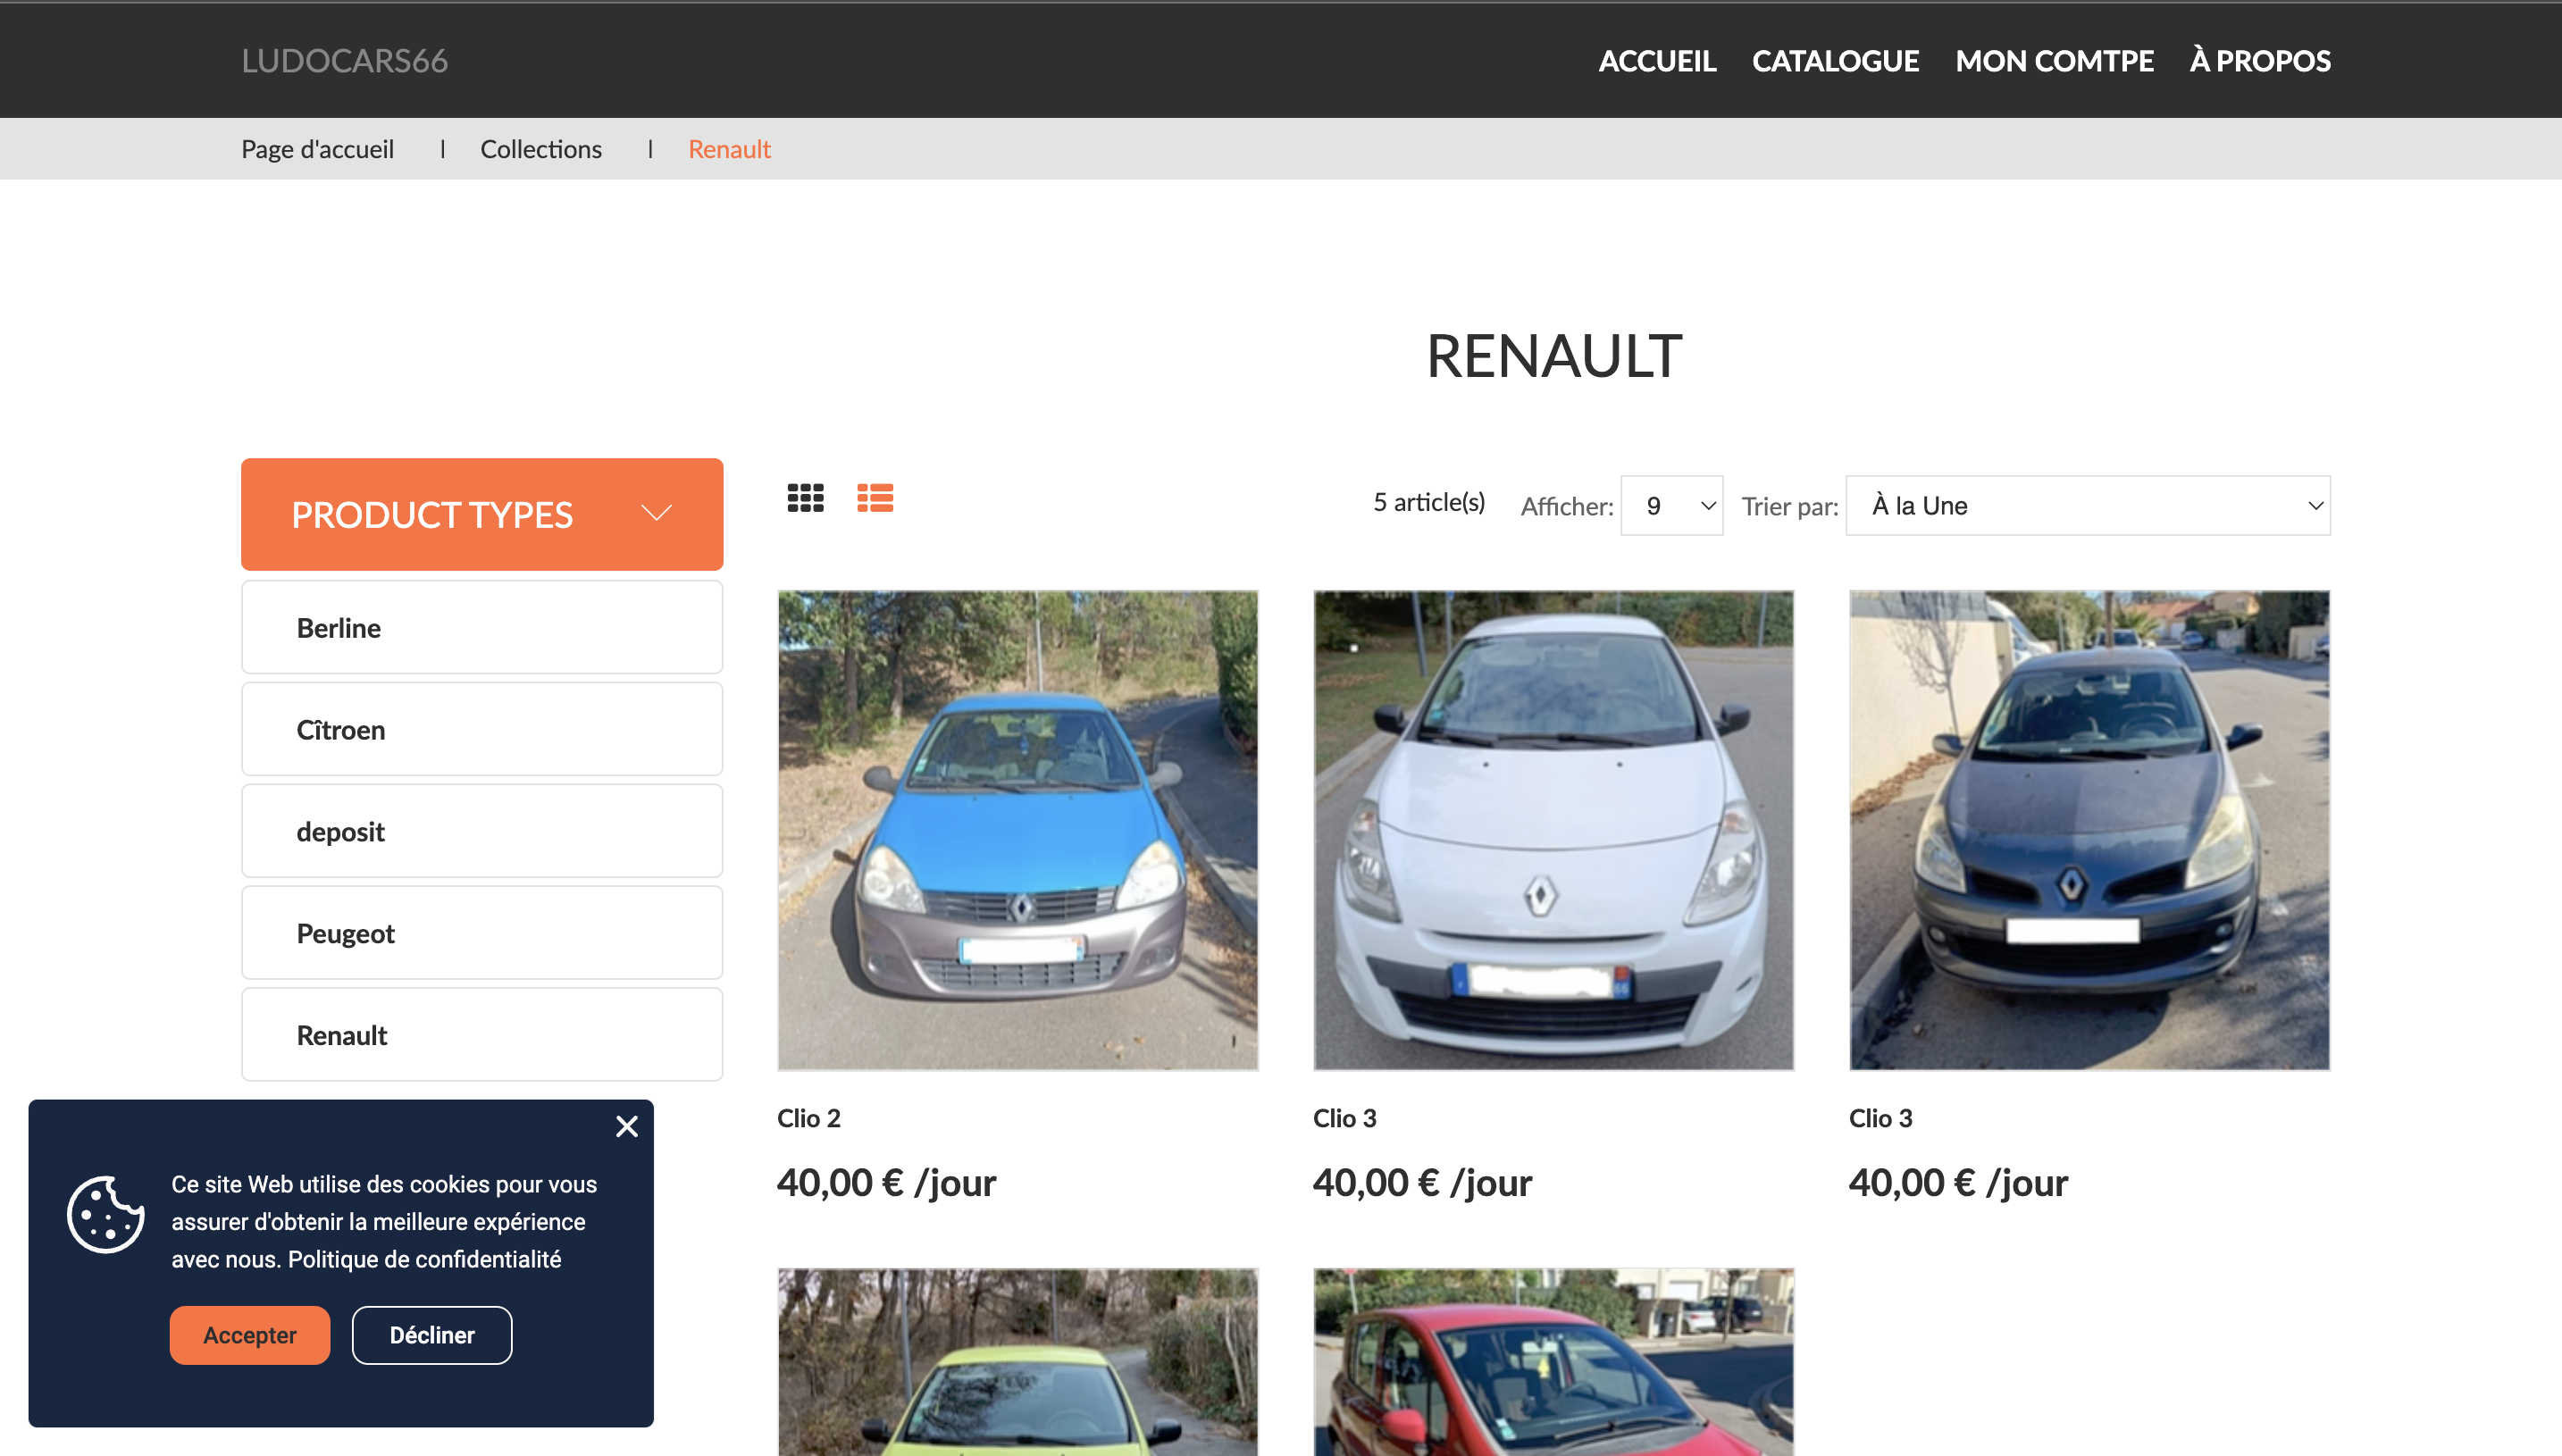 LUDOCARS66
ACCUEIL CATALOGUE MON COMTPE À PROPOS
Page d'accueil | Collections | Renault
RENAULT
PRODUCT TYPES
5 article(s) Afficher: 9 Trier par: À la Une
Berline
Cîtroen
deposit
Peugeot
Renault
Clio 2
40,00 € /jour
Clio 3
40,00 € /jour
Clio 3
40,00 € /jour
Ce site Web utilise des cookies pour vous
assurer d'obtenir la meilleure expérience
avec nous. Politique de confidentialité
Accepter
Décliner